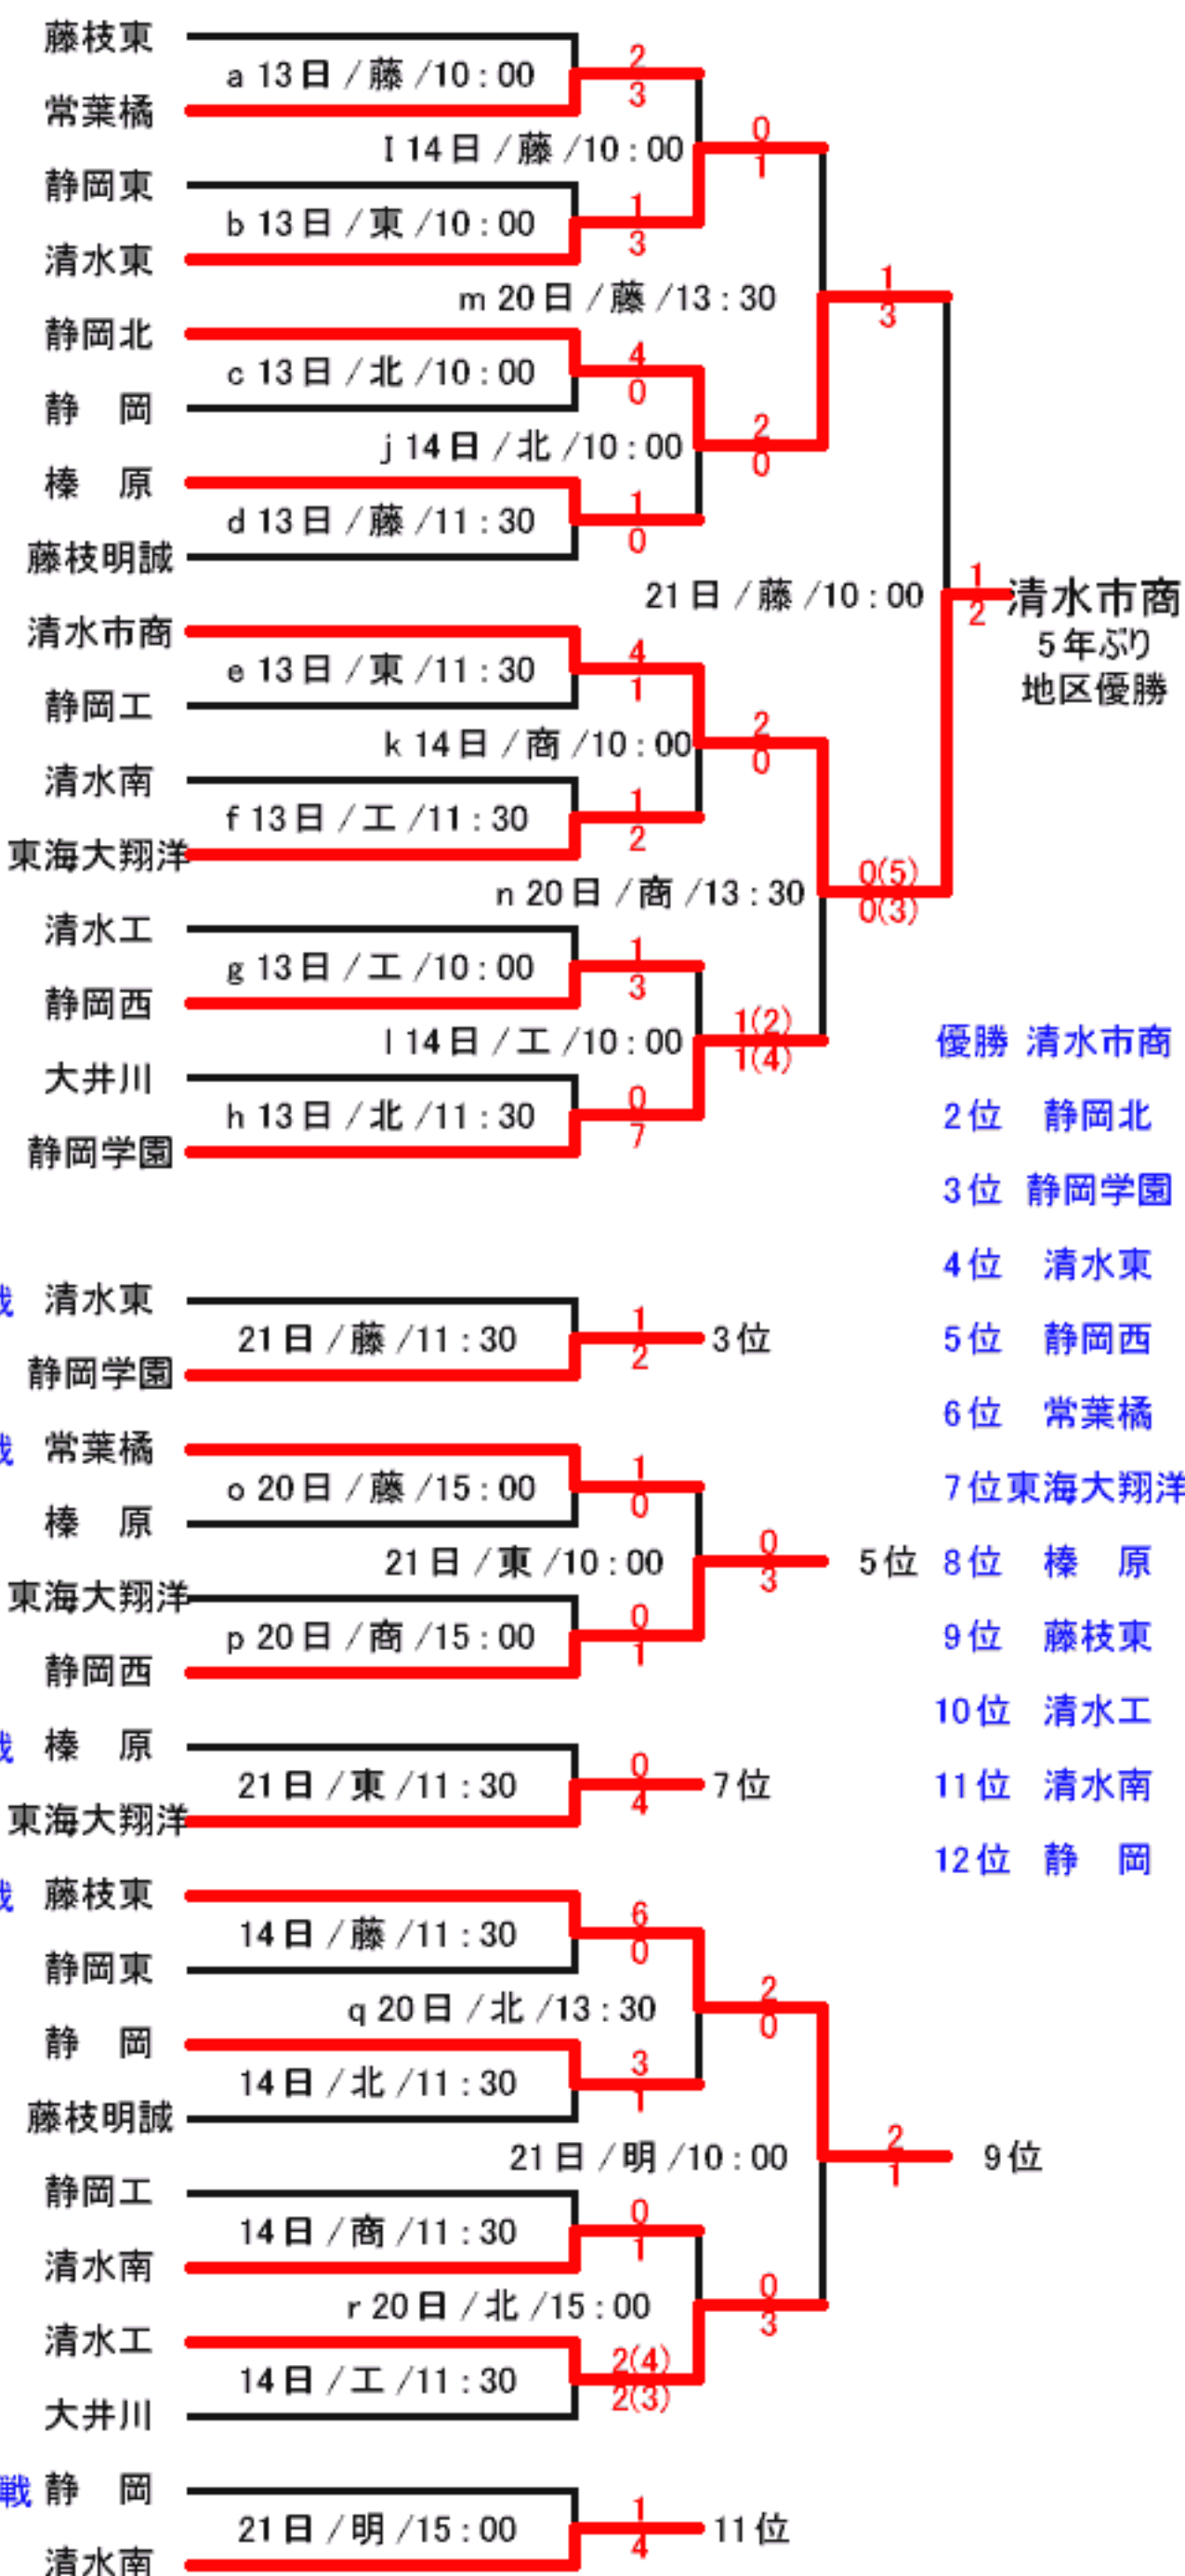 藤枝東
a 13日 / 藤 /10 : 00
2
3
常葉橘
I 14日 / 藤 /10 : 00
0
1
静岡東
b 13日 / 東 /10 : 00
1
3
清水東
m 20日 / 藤 /13 : 30
1
3
静岡北
c 13日 / 北 /10 : 00
4
0
静　岡
j 14日 / 北 /10 : 00
2
0
榛　原
d 13日 / 藤 /11 : 30
1
0
藤枝明誠
21日 / 藤 /10 : 00
1
2
清水市商
5年ぶり
地区優勝
清水市商
e 13日 / 東 /11 : 30
4
1
静岡工
k 14日 / 商 /10 : 00
2
0
清水南
f 13日 / 工 /11 : 30
1
2
東海大翔洋
n 20日 / 商 /13 : 30
0(5)
0(3)
清水工
g 13日 / 工 /10 : 00
1
3
静岡西
l 14日 / 工 /10 : 00
1(2)
1(4)
大井川
h 13日 / 北 /11 : 30
0
7
静岡学園
優勝 清水市商
2位 静岡北
3位 静岡学園
4位 清水東
5位 静岡西
6位 常葉橘
7位 東海大翔洋
8位 榛　原
9位 藤枝東
10位 清水工
11位 清水南
12位 静　岡
戦 清水東
21日 / 藤 /11 : 30
1
2
3位
静岡学園
戦 常葉橘
o 20日 / 藤 /15 : 00
1
0
榛　原
21日 / 東 /10 : 00
0
3
5位
東海大翔洋
p 20日 / 商 /15 : 00
0
1
静岡西
戦 榛　原
21日 / 東 /11 : 30
0
4
7位
東海大翔洋
戦 藤枝東
14日 / 藤 /11 : 30
6
0
静岡東
q 20日 / 北 /13 : 30
2
0
静　岡
14日 / 北 /11 : 30
3
1
藤枝明誠
21日 / 明 /10 : 00
2
1
9位
静岡工
14日 / 商 /11 : 30
0
1
清水南
r 20日 / 北 /15 : 00
0
3
清水工
14日 / 工 /11 : 30
2(4)
2(3)
大井川
戦 静　岡
21日 / 明 /15 : 00
1
4
11位
清水南